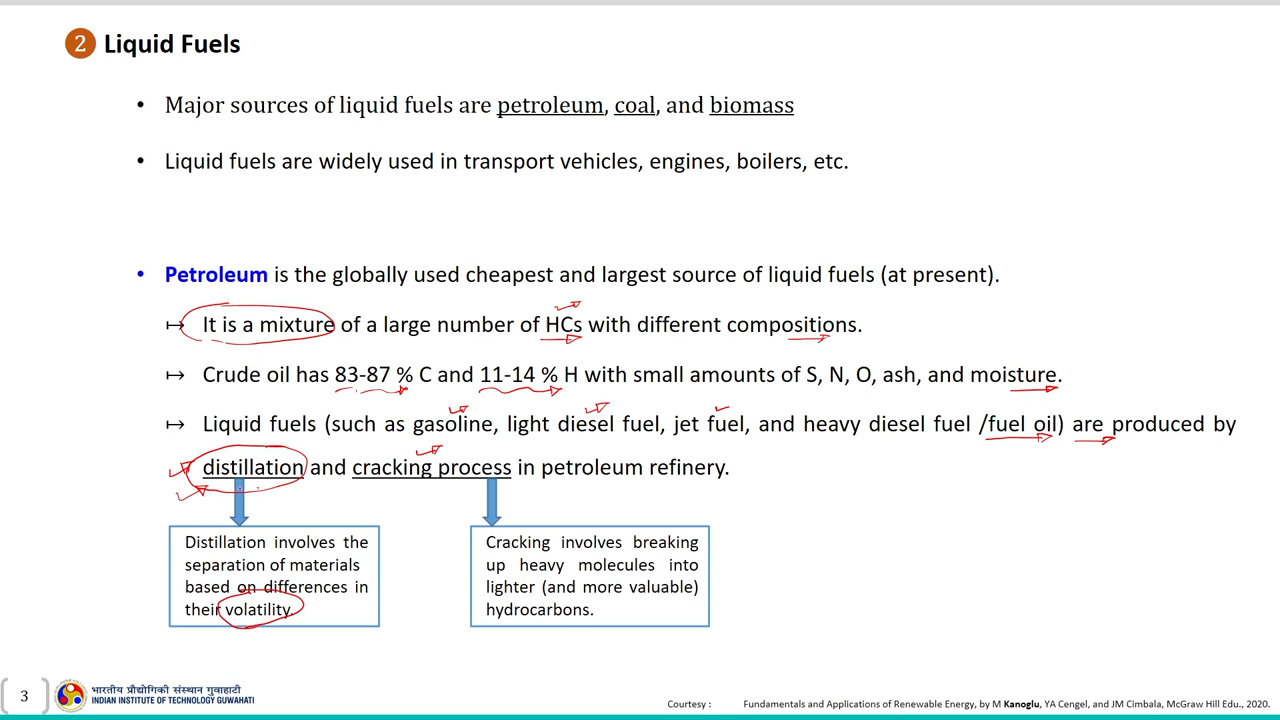 2 Liquid Fuels
• Major sources of liquid fuels are petroleum, coal, and biomass
• Liquid fuels are widely used in transport vehicles, engines, boilers, etc.
• Petroleum is the globally used cheapest and largest source of liquid fuels (at present).
↦ It is a mixture of a large number of HCs with different compositions.
↦ Crude oil has 83-87 % C and 11-14 % H with small amounts of S, N, O, ash, and moisture.
↦ Liquid fuels (such as gasoline, light diesel fuel, jet fuel, and heavy diesel fuel /fuel oil) are produced by
distillation and cracking process in petroleum refinery.
Distillation involves the
separation of materials
based on differences in
their volatility.
Cracking involves breaking
up heavy molecules into
lighter (and more valuable)
hydrocarbons.
3
भारतीय प्रौद्योगिकी संस्थान गुवाहाटी
INDIAN INSTITUTE OF TECHNOLOGY GUWAHATI
Courtesy : Fundamentals and Applications of Renewable Energy, by M Kanoglu, YA Cengel, and JM Cimbala, McGraw Hill Edu., 2020.